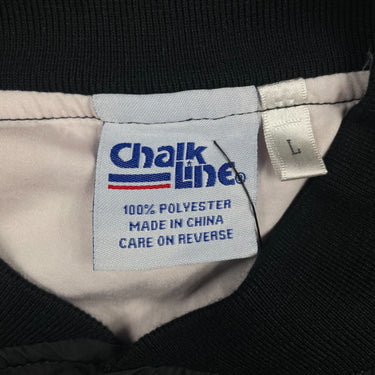 Chalk
Line®
100% POLYESTER
MADE IN CHINA
CARE ON REVERSE
L